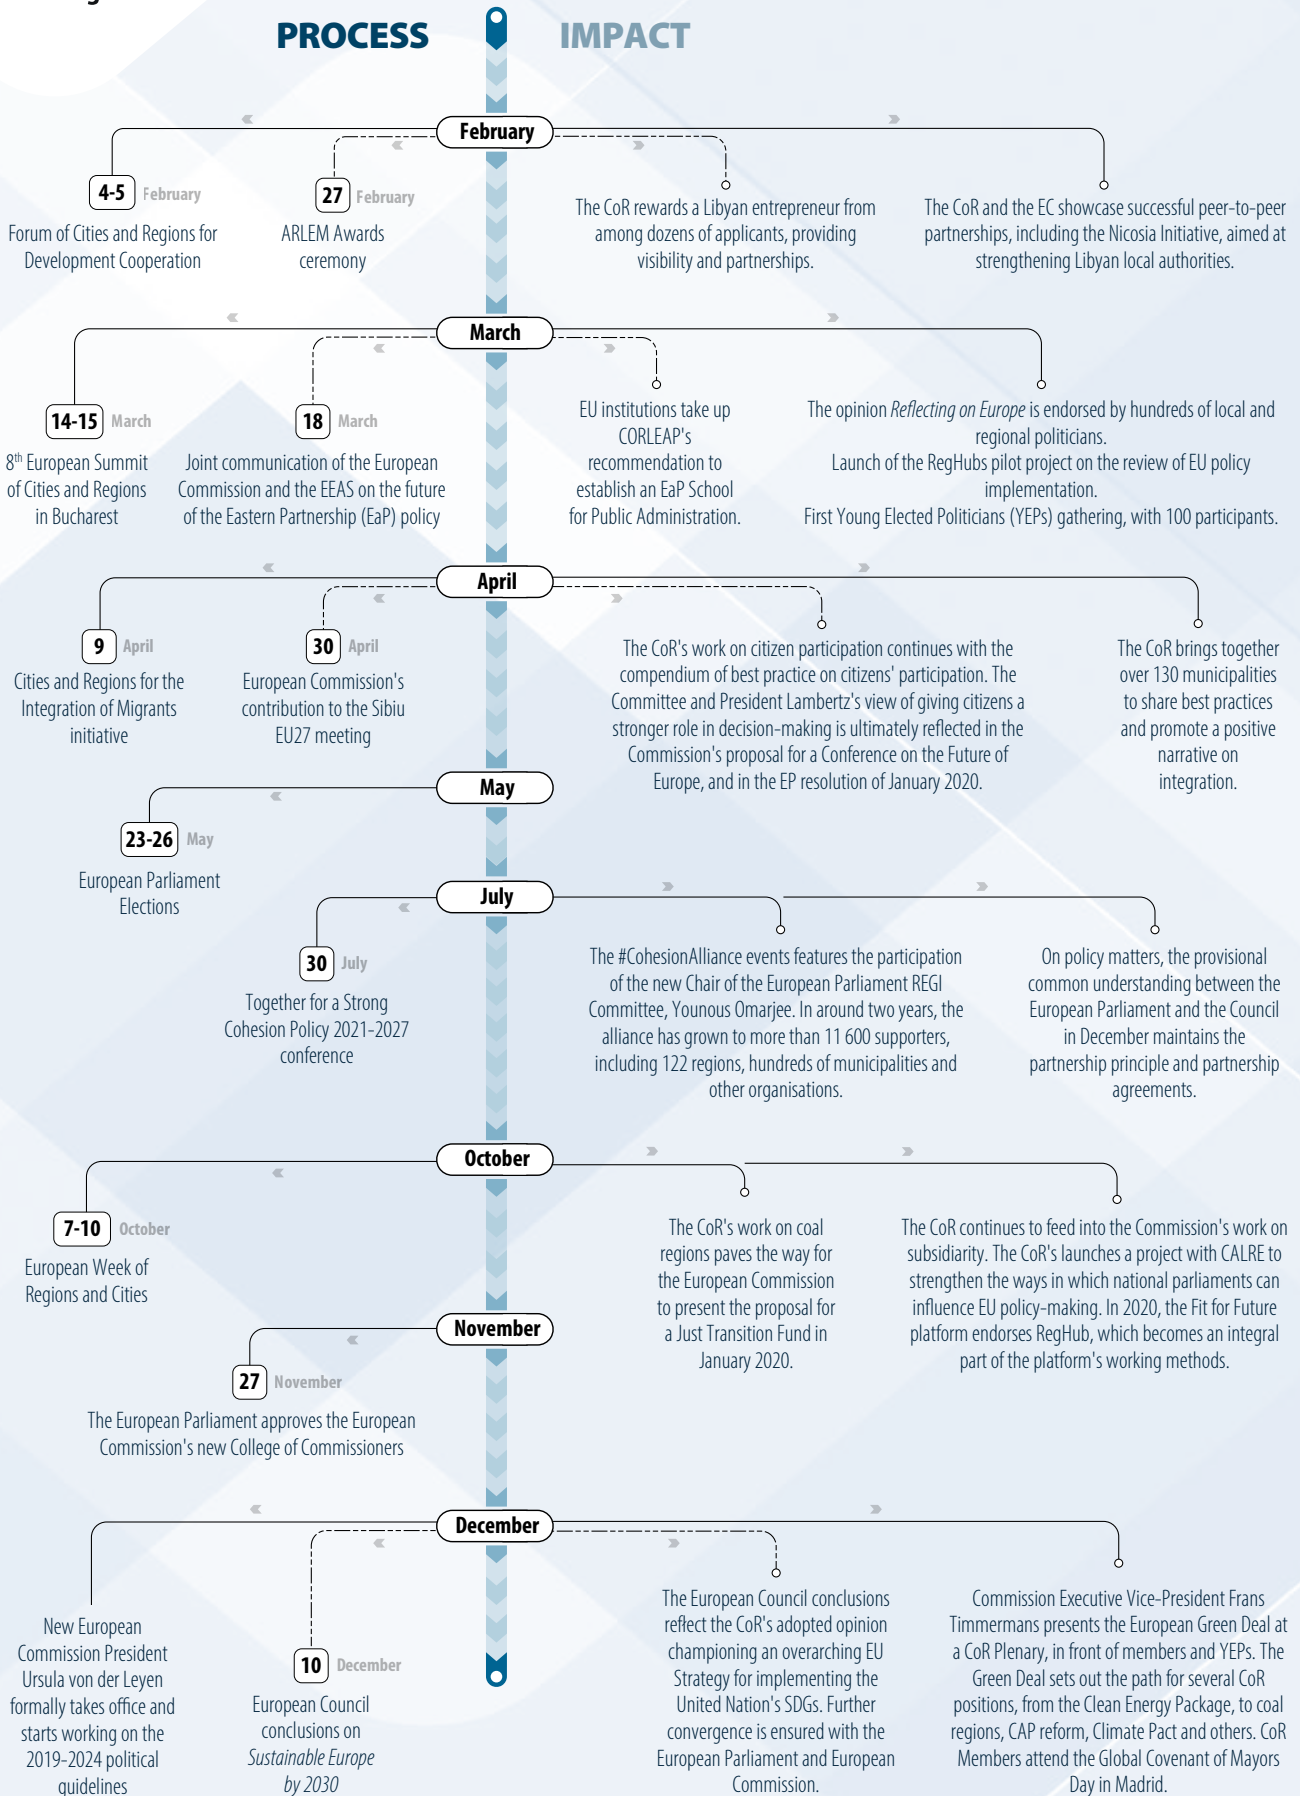 PROCESS
IMPACT
February
4-5 February
Forum of Cities and Regions for
Development Cooperation
27 February
ARLEM Awards
ceremony
The CoR rewards a Libyan entrepreneur from
among dozens of applicants, providing
visibility and partnerships.
The CoR and the EC showcase successful peer-to-peer
partnerships, including the Nicosia Initiative, aimed at
strengthening Libyan local authorities.
March
14-15 March
8th European Summit
of Cities and Regions
in Bucharest
18 March
Joint communication of the European
Commission and the EEAS on the future
of the Eastern Partnership (EaP) policy
EU institutions take up
CORLEAP's
recommendation to
establish an EaP School
for Public Administration.
The opinion Reflecting on Europe is endorsed by hundreds of local and
regional politicians.
Launch of the RegHubs pilot project on the review of EU policy
implementation.
First Young Elected Politicians (YEPs) gathering, with 100 participants.
April
9 April
Cities and Regions for the
Integration of Migrants
initiative
30 April
European Commission's
contribution to the Sibiu
EU27 meeting
The CoR's work on citizen participation continues with the
compendium of best practice on citizens' participation. The
Committee and President Lambertz's view of giving citizens a
stronger role in decision-making is ultimately reflected in the
Commission's proposal for a Conference on the Future of
Europe, and in the EP resolution of January 2020.
The CoR brings together
over 130 municipalities
to share best practices
and promote a positive
narrative on
integration.
May
23-26 May
European Parliament
Elections
July
30 July
Together for a Strong
Cohesion Policy 2021-2027
conference
The #CohesionAlliance events features the participation
of the new Chair of the European Parliament REGI
Committee, Younous Omarjee. In around two years, the
alliance has grown to more than 11 600 supporters,
including 122 regions, hundreds of municipalities and
other organisations.
On policy matters, the provisional
common understanding between the
European Parliament and the Council
in December maintains the
partnership principle and partnership
agreements.
October
7-10 October
European Week of
Regions and Cities
The CoR's work on coal
regions paves the way for
the European Commission
to present the proposal for
a Just Transition Fund in
January 2020.
The CoR continues to feed into the Commission's work on
subsidiarity. The CoR's launches a project with CALRE to
strengthen the ways in which national parliaments can
influence EU policy-making. In 2020, the Fit for Future
platform endorses RegHub, which becomes an integral
part of the platform's working methods.
November
27 November
The European Parliament approves the European
Commission's new College of Commissioners
December
New European
Commission President
Ursula von der Leyen
formally takes office and
starts working on the
2019-2024 political
guidelines
10 December
European Council
conclusions on
Sustainable Europe
by 2030
The European Council conclusions
reflect the CoR's adopted opinion
championing an overarching EU
Strategy for implementing the
United Nation's SDGs. Further
convergence is ensured with the
European Parliament and European
Commission.
Commission Executive Vice-President Frans
Timmermans presents the European Green Deal at
a CoR Plenary, in front of members and YEPs. The
Green Deal sets out the path for several CoR
positions, from the Clean Energy Package, to coal
regions, CAP reform, Climate Pact and others. CoR
Members attend the Global Covenant of Mayors
Day in Madrid.